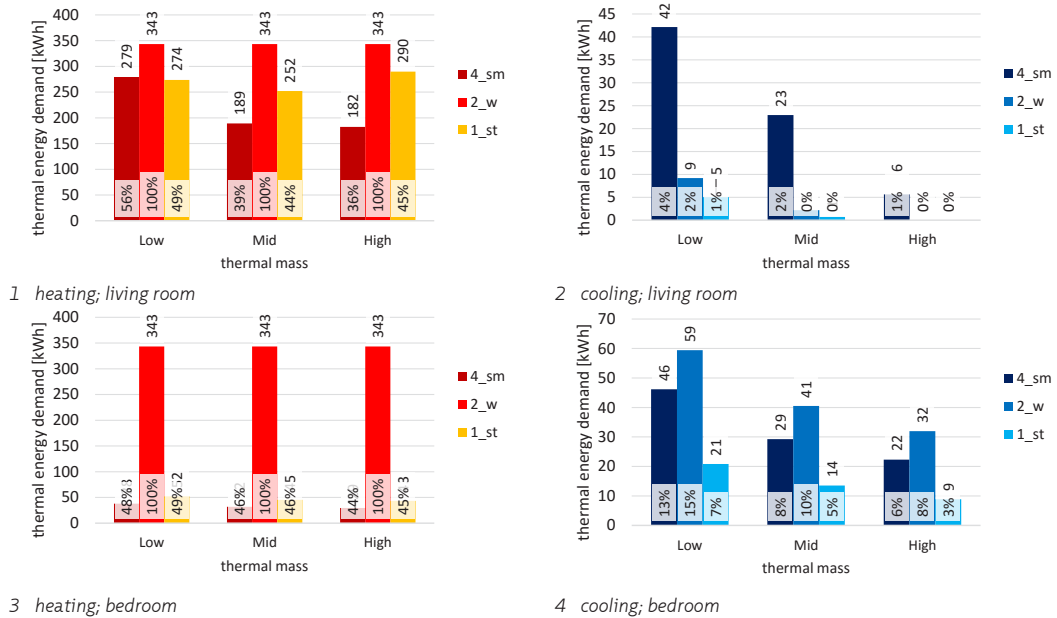 thermal energy demand [kWh]
400
350
300
250
200
150
100
50
0
279
343
274
189
343
252
182
343
290
56%
100%
49%
39%
100%
44%
36%
100%
45%
Low
Mid
High
thermal mass
4_sm
2_w
1_st
1 heating; living room
thermal energy demand [kWh]
45
40
35
30
25
20
15
10
5
0
42
9
5
23
6
4%
2%
1%
2%
0%
0%
1%
0%
0%
Low
Mid
High
thermal mass
4_sm
2_w
1_st
2 cooling; living room
thermal energy demand [kWh]
400
350
300
250
200
150
100
50
0
343
343
343
48%
100%
49%
46%
100%
46%
44%
100%
45%
Low
Mid
High
thermal mass
4_sm
2_w
1_st
3 heating; bedroom
thermal energy demand [kWh]
70
60
50
40
30
20
10
0
46
59
21
29
41
14
22
32
9
13%
15%
7%
8%
10%
5%
6%
8%
3%
Low
Mid
High
thermal mass
4_sm
2_w
1_st
4 cooling; bedroom